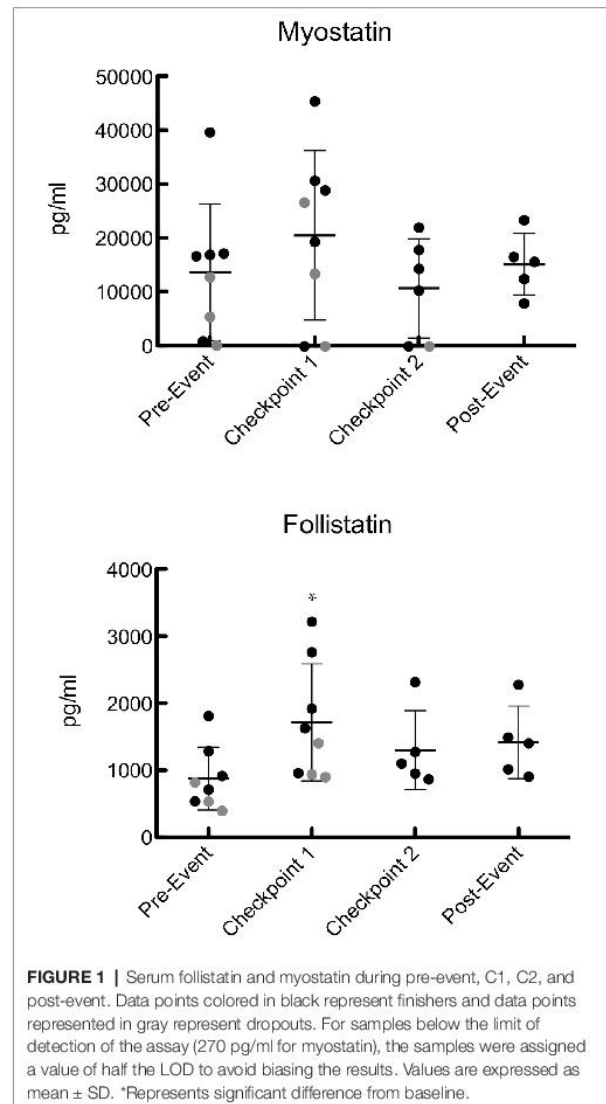 Myostatin
50000
40000
30000
20000
10000
0
pg/ml
Pre-Event
Checkpoint 1
Checkpoint 2
Post-Event
Follistatin
*
4000
3000
2000
1000
0
pg/ml
Pre-Event
Checkpoint 1
Checkpoint 2
Post-Event
FIGURE 1 | Serum follistatin and myostatin during pre-event, C1, C2, and
post-event. Data points colored in black represent finishers and data points
represented in gray represent dropouts. For samples below the limit of
detection of the assay (270 pg/ml for myostatin), the samples were assigned
a value of half the LOD to avoid biasing the results. Values are expressed as
mean ± SD. *Represents significant difference from baseline.